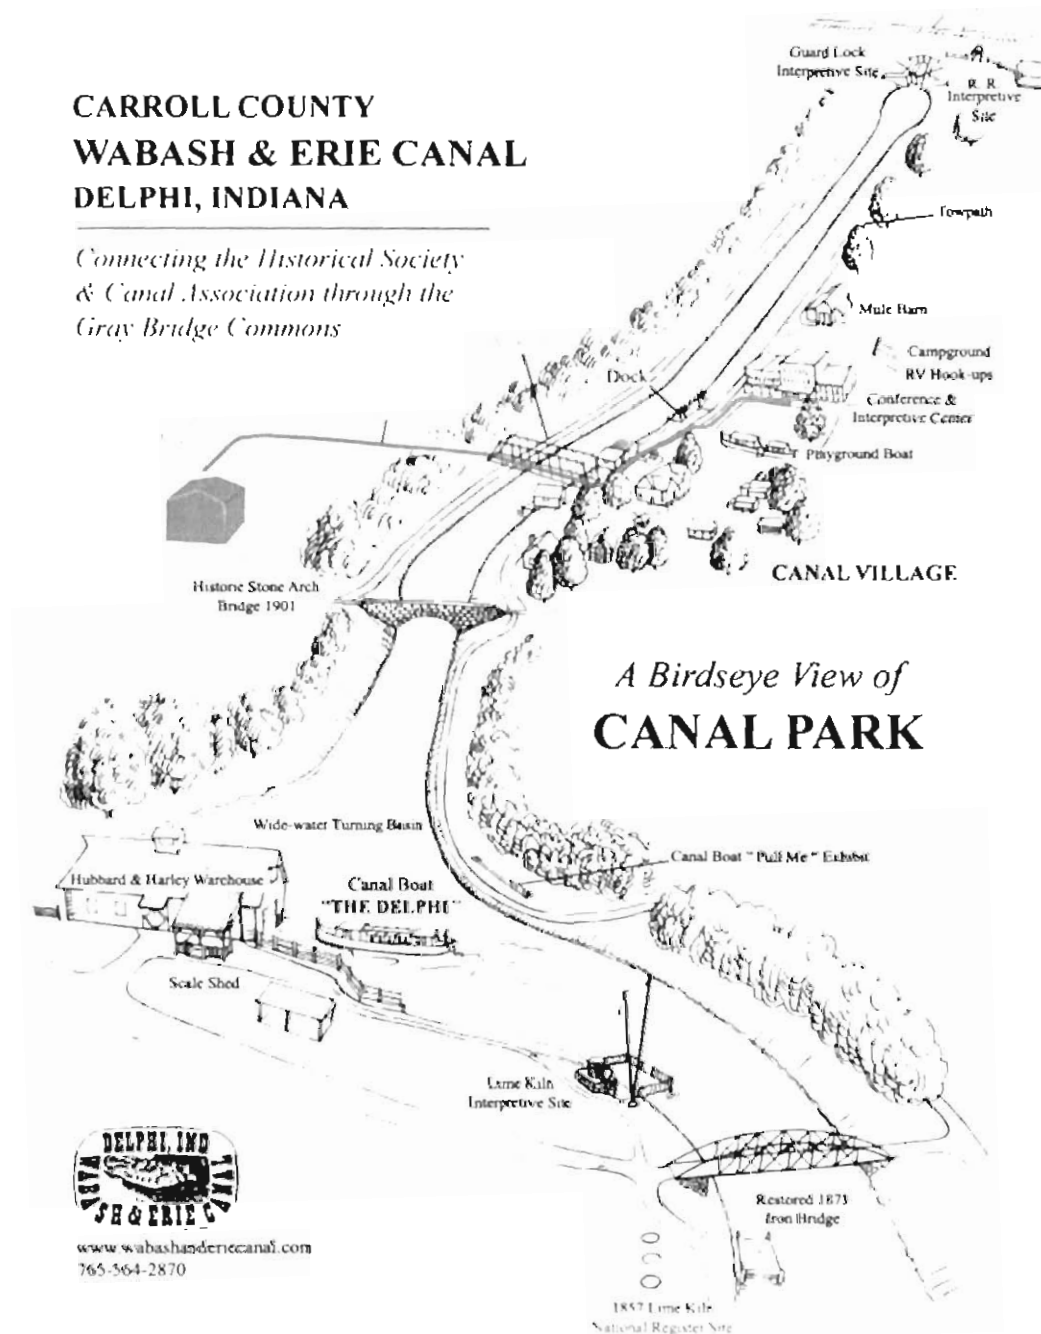 CARROLL COUNTY
WABASH & ERIE CANAL
DELPHI, INDIANA
Connecting the Historical Society
& Canal Association through the
Gray Bridge Commons
Guard Lock
Interpretive Site
R. R.
Interpretive
Site
Towpath
Mule Barn
Campground
RV Hook-ups
Dock
Conference &
Interpretive Center
Playground Boat
CANAL VILLAGE
Historic Stone Arch
Bridge 1901
A Birdseye View of
CANAL PARK
Wide-water Turning Basin
Canal Boat "Pull Me" Exhibit
Hubbard & Harley Warehouse
Canal Boat
"THE DELPHI"
Scale Shed
Lime Kiln
Interpretive Site
Restored 1873
Iron Bridge
DELPHI, IND
WABASH & ERIE CANAL
www.wabashanderiecanal.com
765-564-2870
1857 Lime Kiln
National Register Site